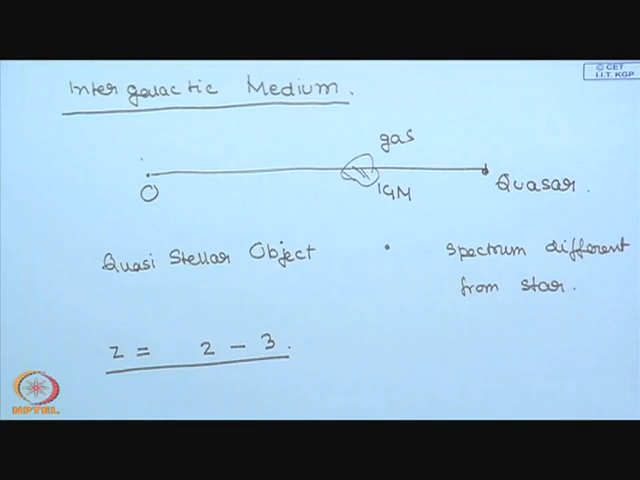 © CET
I.I.T. KGP
Intergalactic Medium.
gas
O
IGM
Quasar.
Quasi Stellar Object
• spectrum different
from star.
z = 2 - 3.
NPTEL